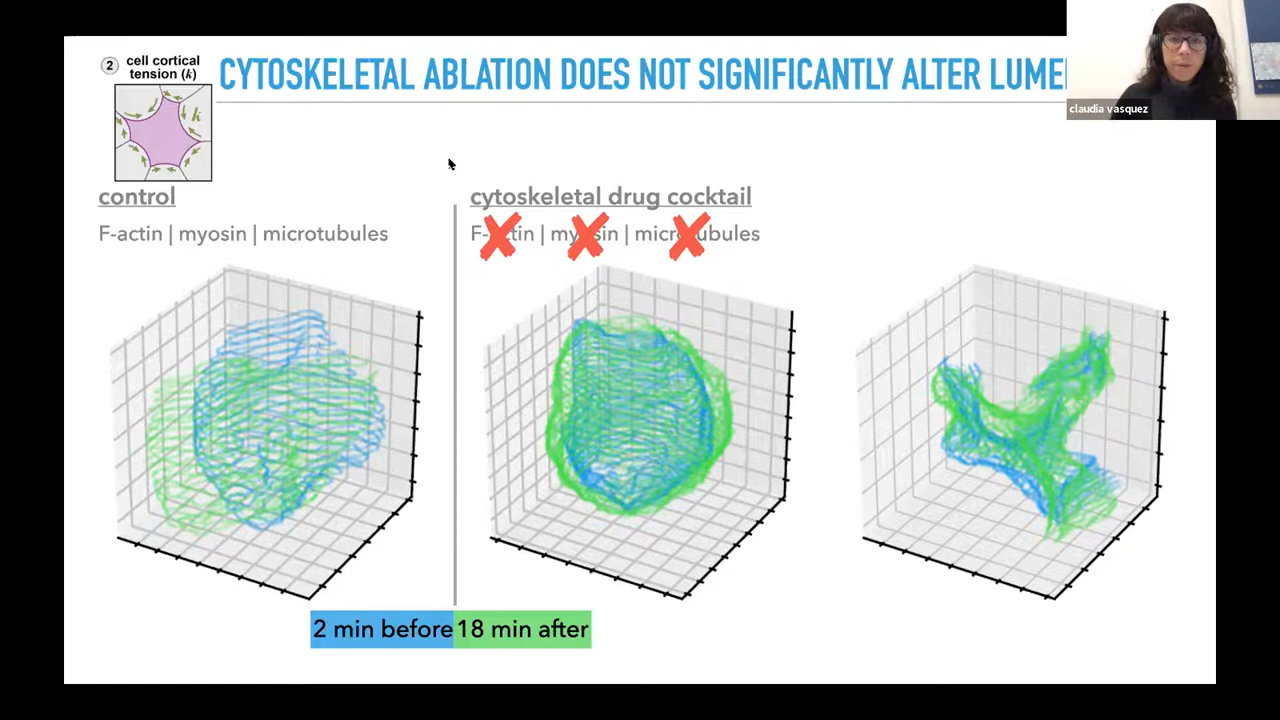 2 cell cortical
tension (k)
k
CYTOSKELETAL ABLATION DOES NOT SIGNIFICANTLY ALTER
claudia vasquez
control
F-actin | myosin | microtubules
cytoskeletal drug cocktail
F-actin | myosin | microtubules
2 min before 18 min after